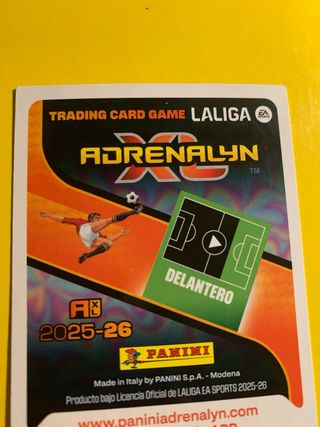 TRADING CARD GAME LALIGA
ADRENALYN
XL
TM
DELANTERO
2025-26
PANINI
Made in Italy by PANINI S.p.A. - Modena
Producto bajo Licencia Oficial de LALIGA EA SPORTS 2025-26
www.paniniadrenalyn.com